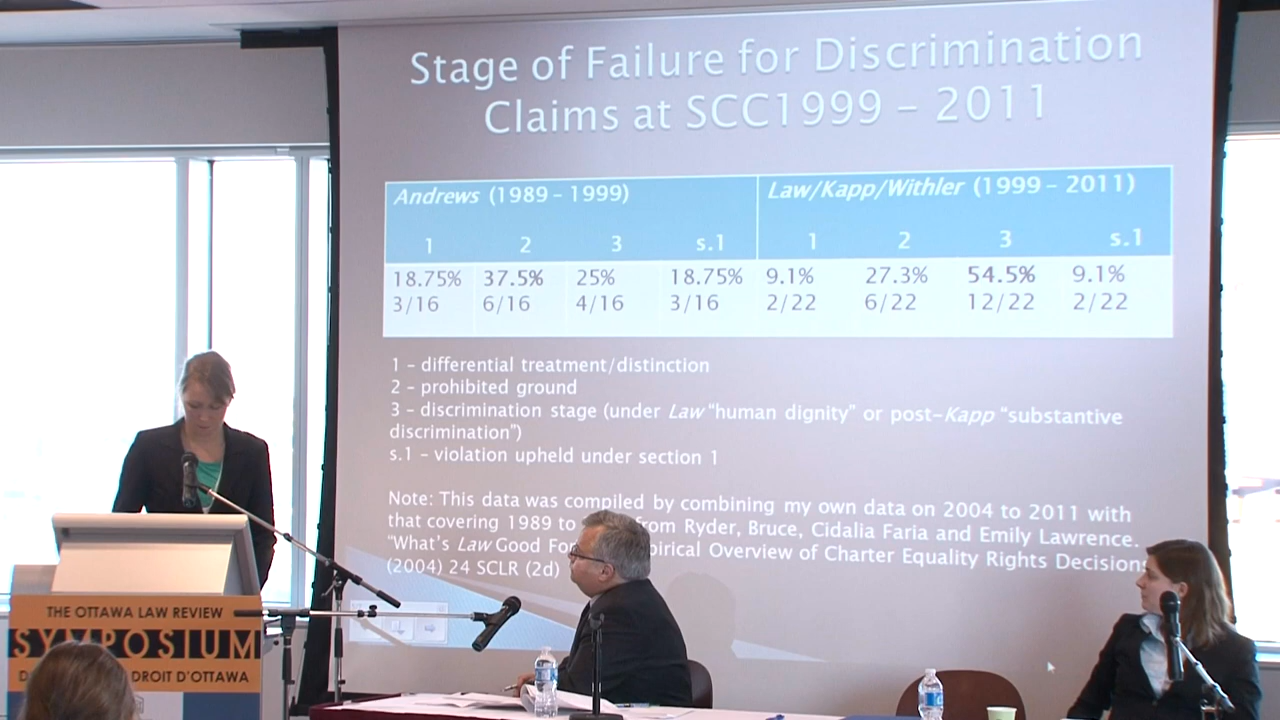 Stage of Failure for Discrimination
Claims at SCC1999 – 2011
Andrews (1989 – 1999) Law/Kapp/Withler (1999 – 2011)
1 2 3 s.1 1 2 3 s.1
18.75% 37.5% 25% 18.75% 9.1% 27.3% 54.5% 9.1%
3/16 6/16 4/16 3/16 2/22 6/22 12/22 2/22
1 – differential treatment/distinction
2 – prohibited ground
3 – discrimination stage (under Law “human dignity” or post-Kapp “substantive
discrimination”)
s.1 – violation upheld under section 1
Note: This data was compiled by combining my own data on 2004 to 2011 with
that covering 1989 to from Ryder, Bruce, Cidalia Faria and Emily Lawrence.
“What’s Law Good For Overview of Charter Equality Rights Decisions
(2004) 24 SCLR (2d)
THE OTTAWA LAW REVIEW
SYMPOSIUM
DROIT D’OTTAWA